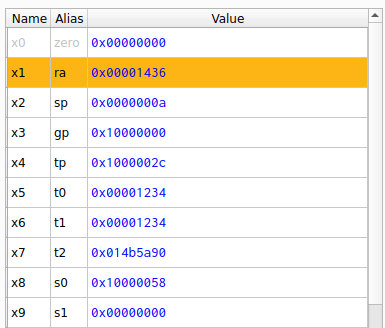 Name Alias Value
x0 zero 0x00000000
x1 ra 0x00001436
x2 sp 0x0000000a
x3 gp 0x10000000
x4 tp 0x1000002c
x5 t0 0x00001234
x6 t1 0x00001234
x7 t2 0x014b5a90
x8 s0 0x10000058
x9 s1 0x00000000